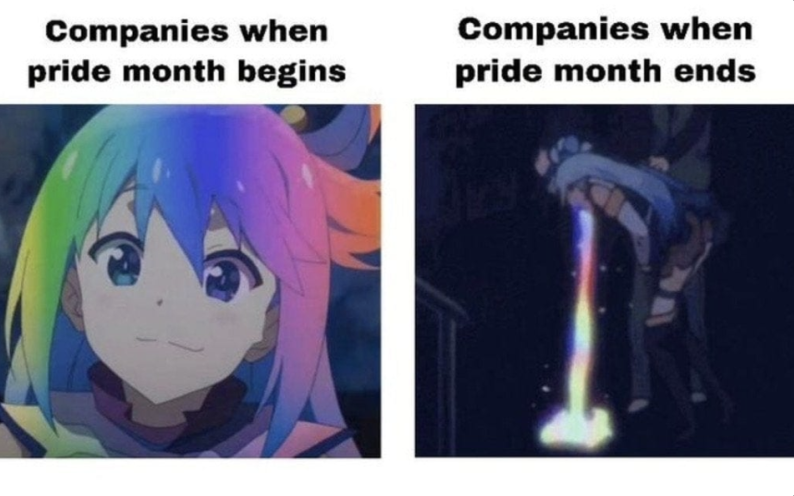 Companies when
pride month begins
Companies when
pride month ends